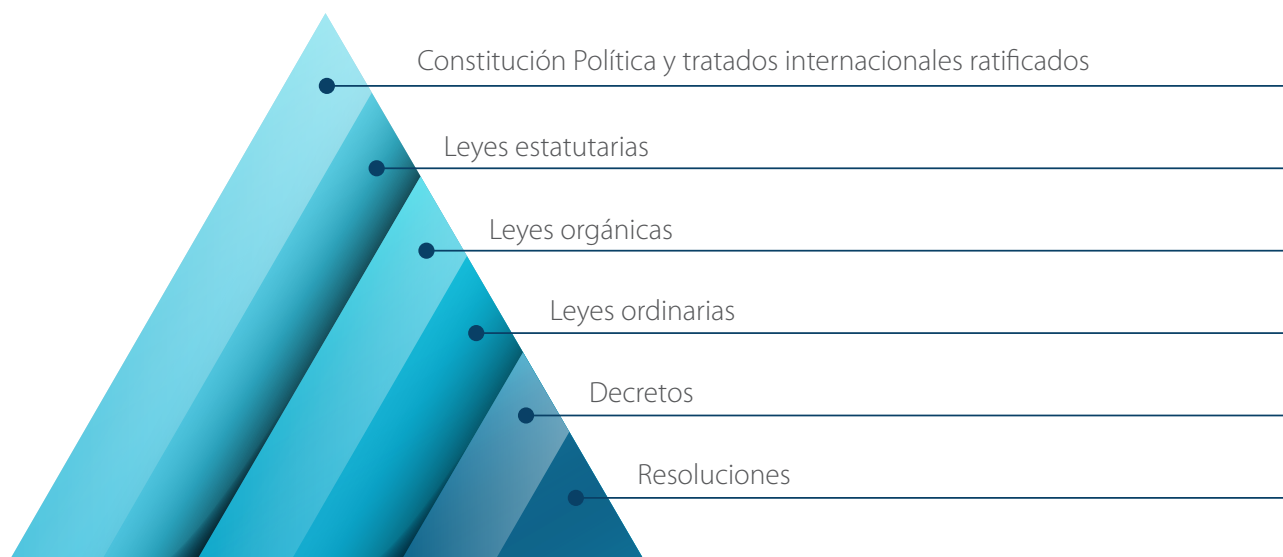 Constitución Política y tratados internacionales ratificados
Leyes estatutarias
Leyes orgánicas
Leyes ordinarias
Decretos
Resoluciones